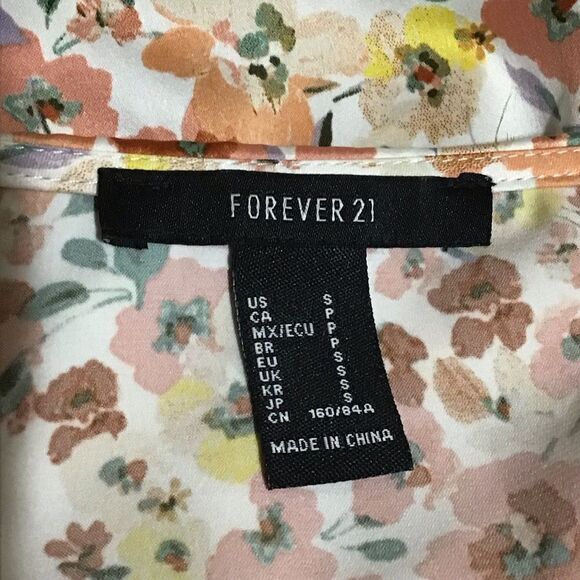 FOREVER 21
US S
CA P
MX/ECU P
BR P
EU S
UK S
KR S
JP S
CN 160/84A
MADE IN CHINA